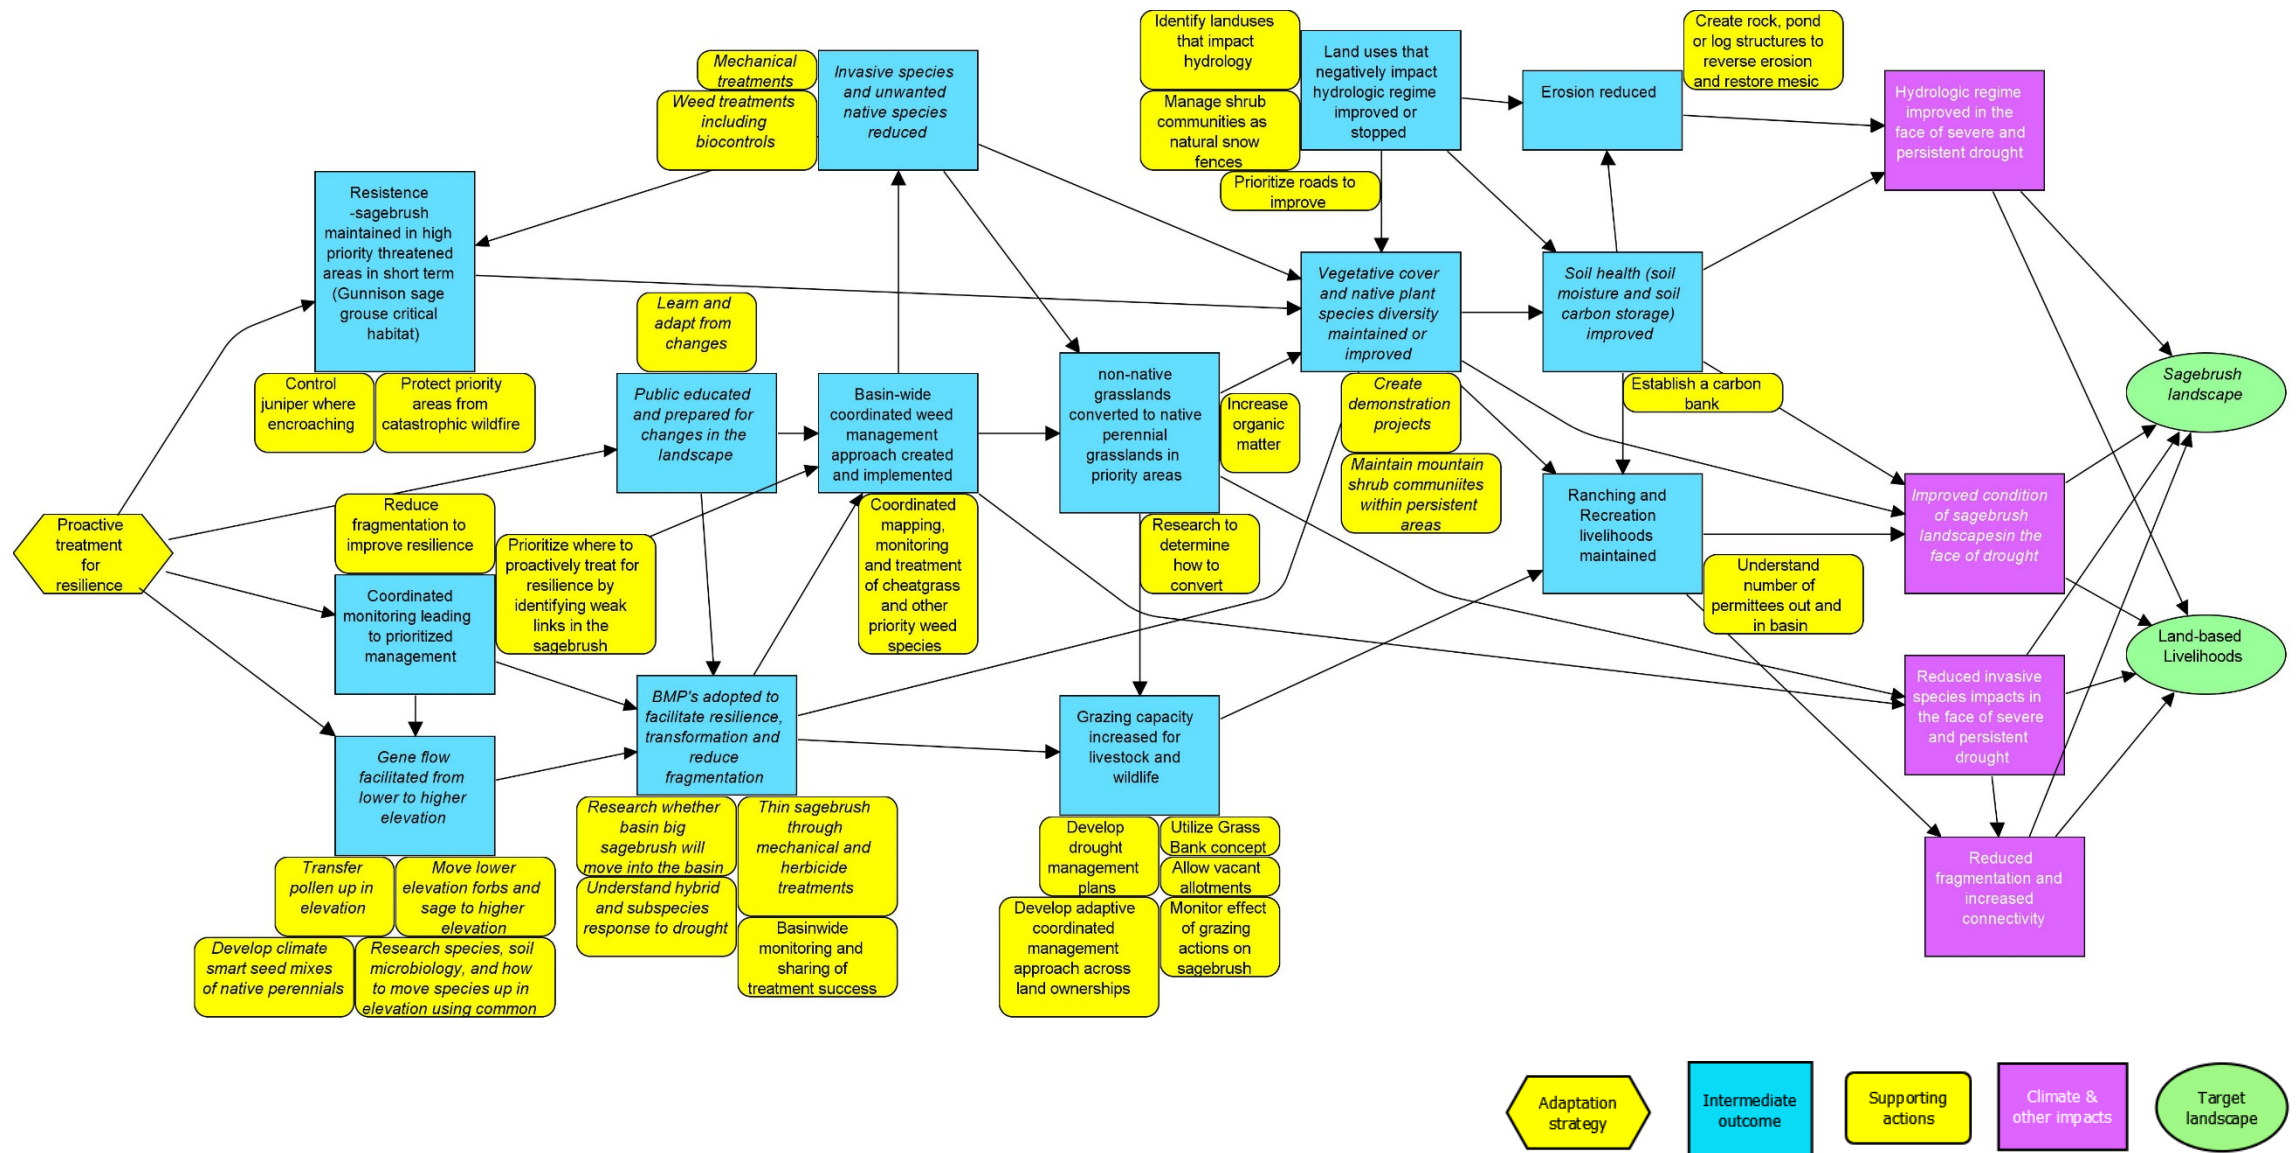 Identify landuses
that impact
hydrology
Manage shrub
communities as
natural snow
fences
Prioritize roads to
improve
Land uses that
negatively impact
hydrologic regime
improved or
stopped
Create rock, pond
or log structures to
reverse erosion
and restore mesic
Erosion reduced
Hydrologic regime
improved in the
face of severe and
persistent drought
Mechanical
treatments
Weed treatments
including
biocontrols
Invasive species
and unwanted
native species
reduced
Resistence
-sagebrush
maintained in high
priority threatened
areas in short term
(Gunnison sage
grouse critical
habitat)
Control
juniper where
encroaching
Protect priority
areas from
catastrophic wildfire
Learn and
adapt from
changes
Public educated
and prepared for
changes in the
landscape
Basin-wide
coordinated weed
management
approach created
and implemented
Coordinated
mapping,
monitoring
and treatment
of cheatgrass
and other
priority weed
species
non-native
grasslands
converted to native
perennial
grasslands in
priority areas
Increase
organic
matter
Research to
determine
how to
convert
Vegetative cover
and native plant
species diversity
maintained or
improved
Create
demonstration
projects
Maintain mountain
shrub communiites
within persistent
areas
Soil health (soil
moisture and soil
carbon storage)
improved
Establish a carbon
bank
Ranching and
Recreation
livelihoods
maintained
Understand
number of
permittees out and
in basin
Improved condition
of sagebrush
landscapesin the
face of drought
Sagebrush
landscape
Land-based
Livelihoods
Reduced invasive
species impacts in
the face of severe
and persistent
drought
Reduced
fragmentation and
increased
connectivity
Proactive
treatment
for
resilience
Reduce
fragmentation to
improve resilience
Coordinated
monitoring leading
to prioritized
management
Prioritize where to
proactively treat for
resilience by
identifying weak
links in the
sagebrush
Gene flow
facilitated from
lower to higher
elevation
Transfer
pollen up in
elevation
Move lower
elevation forbs and
sage to higher
elevation
Develop climate
smart seed mixes
of native perennials
Research species, soil
microbiology, and how
to move species up in
elevation using common
BMP's adopted to
facilitate resilience,
transformation and
reduce
fragmentation
Research whether
basin big
sagebrush will
move into the basin
Understand hybrid
and subspecies
response to drought
Thin sagebrush
through
mechanical and
herbicide
treatments
Basinwide
monitoring and
sharing of
treatment success
Grazing capacity
increased for
livestock and
wildlife
Develop
drought
management
plans
Utilize Grass
Bank concept
Allow vacant
allotments
Develop adaptive
coordinated
management
approach across
land ownerships
Monitor effect
of grazing
actions on
sagebrush
Adaptation
strategy
Intermediate
outcome
Supporting
actions
Climate &
other impacts
Target
landscape